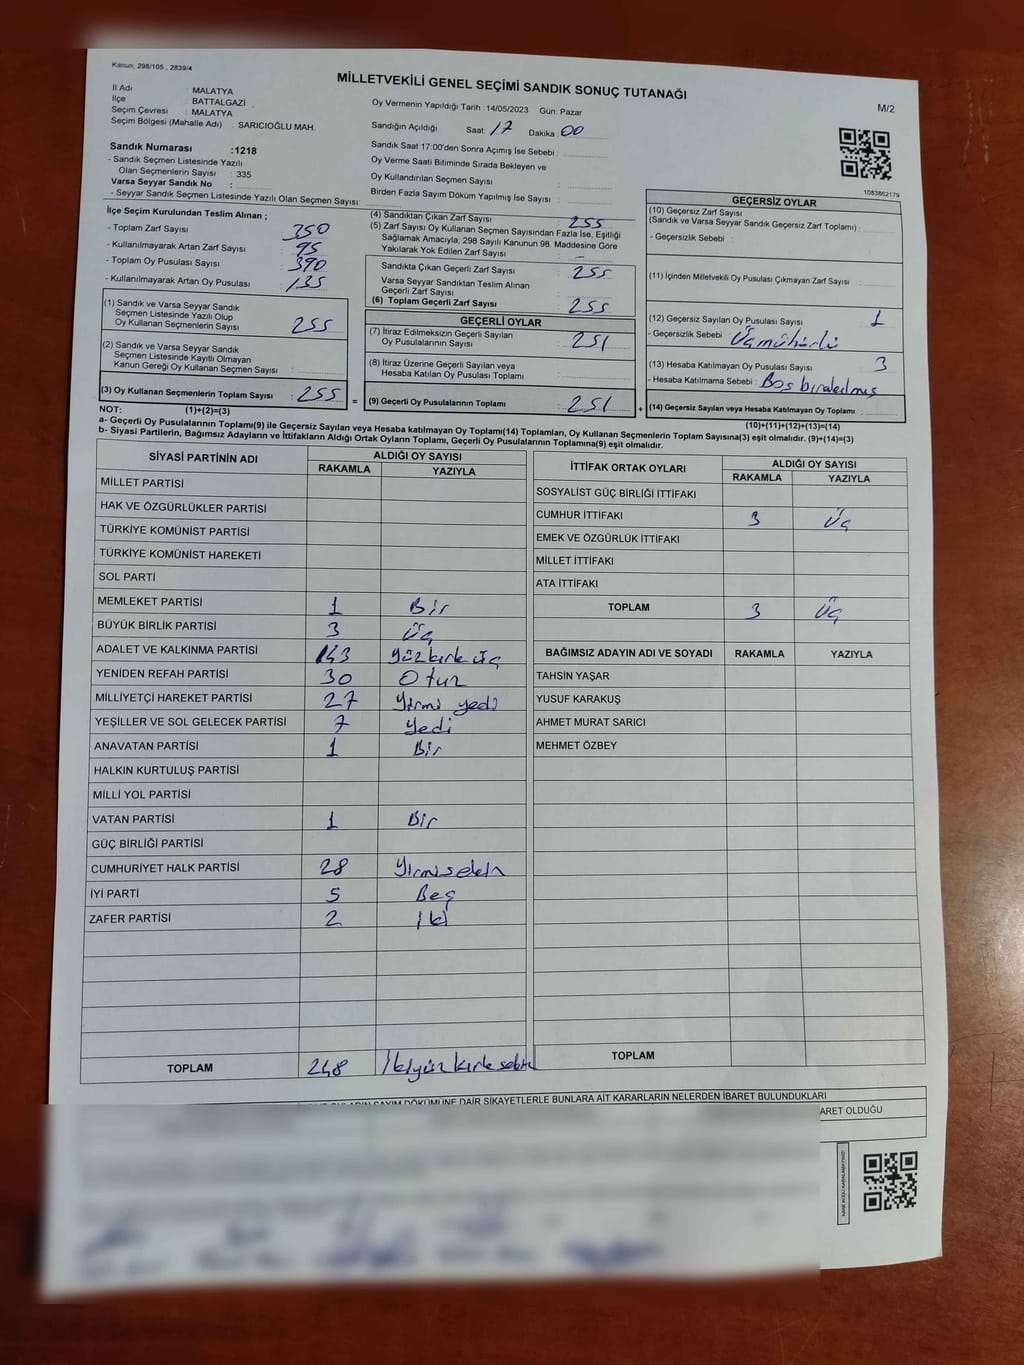 Kanun, 298/105 , 2839/4
MİLLETVEKİLİ GENEL SEÇİMİ SANDIK SONUÇ TUTANAĞI
M/2
İl Adı : MALATYA
İlçe : BATTALGAZİ
Seçim Çevresi : MALATYA
Seçim Bölgesi (Mahalle Adı) : SARICIOĞLU MAH.
Sandık Numarası :1218
- Sandık Seçmen Listesinde Yazılı
Olan Seçmenlerin Sayısı : 335
Varsa Seyyar Sandık No :
- Seyyar Sandık Seçmen Listesinde Yazılı Olan Seçmen Sayısı:
Oy Vermenin Yapıldığı Tarih : 14/05/2023 Gün: Pazar
Sandığın Açıldığı Saat: 17 Dakika : 00
Sandık Saat 17:00'den Sonra Açımış İse Sebebi :
Oy Verme Saati Bitiminde Sırada Bekleyen ve
Oy Kullandırılan Seçmen Sayısı :
Birden Fazla Sayım Döküm Yapılmış İse Sayısı :
1083862179
İlçe Seçim Kurulundan Teslim Alınan ;
- Toplam Zarf Sayısı : 350
- Kullanılmayarak Artan Zarf Sayısı : 95
- Toplam Oy Pusulası Sayısı : 390
- Kullanılmayarak Artan Oy Pusulası : 135
(1) Sandık ve Varsa Seyyar Sandık
Seçmen Listesinde Yazılı Olup
Oy Kullanan Seçmenlerin Sayısı : 255
(2) Sandık ve Varsa Seyyar Sandık
Seçmen Listesinde Kayıtlı Olmayan
Kanun Gereği Oy Kullanan Seçmen Sayısı :
(3) Oy Kullanan Seçmenlerin Toplam Sayısı : 255 =
(4) Sandıktan Çıkan Zarf Sayısı : 255
(5) Zarf Sayısı Oy Kullanan Seçmen Sayısından Fazla İse, Eşitliği
Sağlamak Amacıyla, 298 Sayılı Kanunun 98. Maddesine Göre
Yakılarak Yok Edilen Zarf Sayısı : -
Sandıkta Çıkan Geçerli Zarf Sayısı : 255
Varsa Seyyar Sandıktan Teslim Alınan
Geçerli Zarf Sayısı :
(6) Toplam Geçerli Zarf Sayısı : 255
GEÇERLİ OYLAR
(7) İtiraz Edilmeksizin Geçerli Sayılan
Oy Pusulalarının Sayısı : 251
(8) İtiraz Üzerine Geçerli Sayılan veya
Hesaba Katılan Oy Pusulası Toplamı :
(9) Geçerli Oy Pusulalarının Toplamı : 251 +
GEÇERSİZ OYLAR
(10) Geçersiz Zarf Sayısı
(Sandık ve Varsa Seyyar Sandık Geçersiz Zarf Toplamı) :
- Geçersizlik Sebebi :
(11) İçinden Milletvekili Oy Pusulası Çıkmayan Zarf Sayısı :
(12) Geçersiz Sayılan Oy Pusulası Sayısı : 1
- Geçersizlik Sebebi : Üç mühürlü
(13) Hesaba Katılmayan Oy Pusulası Sayısı : 3
- Hesaba Katılmama Sebebi : Boş bırakılmış
(14) Geçersiz Sayılan veya Hesaba Katılmayan Oy Toplamı :
NOT: (1)+(2)=(3)
(10)+(11)+(12)+(13)=(14)
a- Geçerli Oy Pusulalarının Toplamı(9) ile Geçersiz Sayılan veya Hesaba Katılmayan Oy Toplamı(14) Toplamları, Oy Kullanan Seçmenlerin Toplam Sayısına(3) eşit olmalıdır. (9)+(14)=(3)
b- Siyasi Partilerin, Bağımsız Adayların ve İttifakların Aldığı Ortak Oyların Toplamı, Geçerli Oy Pusulalarının Toplamına(9) eşit olmalıdır.
SİYASİ PARTİNİN ADI ALDIĞI OY SAYISI
RAKAMLA YAZIYLA
MİLLET PARTİSİ
HAK VE ÖZGÜRLÜKLER PARTİSİ
TÜRKİYE KOMÜNİST PARTİSİ
TÜRKİYE KOMÜNİST HAREKETİ
SOL PARTİ
MEMLEKET PARTİSİ 1 Bir
BÜYÜK BİRLİK PARTİSİ 3 Üç
ADALET VE KALKINMA PARTİSİ 143 Yüz kırk üç
YENİDEN REFAH PARTİSİ 30 Otuz
MİLLİYETÇİ HAREKET PARTİSİ 27 Yirmi yedi
YEŞİLLER VE SOL GELECEK PARTİSİ 7 Yedi
ANAVATAN PARTİSİ 1 Bir
HALKIN KURTULUŞ PARTİSİ
MİLLİ YOL PARTİSİ
VATAN PARTİSİ 1 Bir
GÜÇ BİRLİĞİ PARTİSİ
CUMHURİYET HALK PARTİSİ 28 Yirmi sekiz
İYİ PARTİ 5 Beş
ZAFER PARTİSİ 2 İki
TOPLAM 248 İkiyüz kırk sekiz
İTTİFAK ORTAK OYLARI ALDIĞI OY SAYISI
RAKAMLA YAZIYLA
SOSYALİST GÜÇ BİRLİĞİ İTTİFAKI
CUMHUR İTTİFAKI 3 Üç
EMEK VE ÖZGÜRLÜK İTTİFAKI
MİLLET İTTİFAKI
ATA İTTİFAKI
TOPLAM 3 Üç
BAĞIMSIZ ADAYIN ADI VE SOYADI RAKAMLA YAZIYLA
TAHSİN YAŞAR
YUSUF KARAKUŞ
AHMET MURAT SARICI
MEHMET ÖZBEY
TOPLAM
SAYIM DÖKÜMÜNE DAİR ŞİKAYETLERLE BUNLARA AİT KARARLARIN NELERDEN İBARET BULUNDUKLARI
ARET OLDUĞU